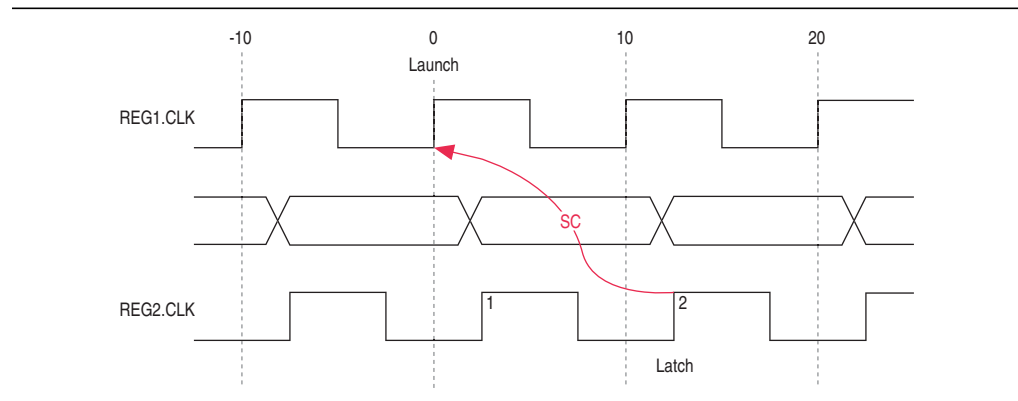 -10 0 10 20
Launch
REG1.CLK
SC
REG2.CLK 1 2
Latch